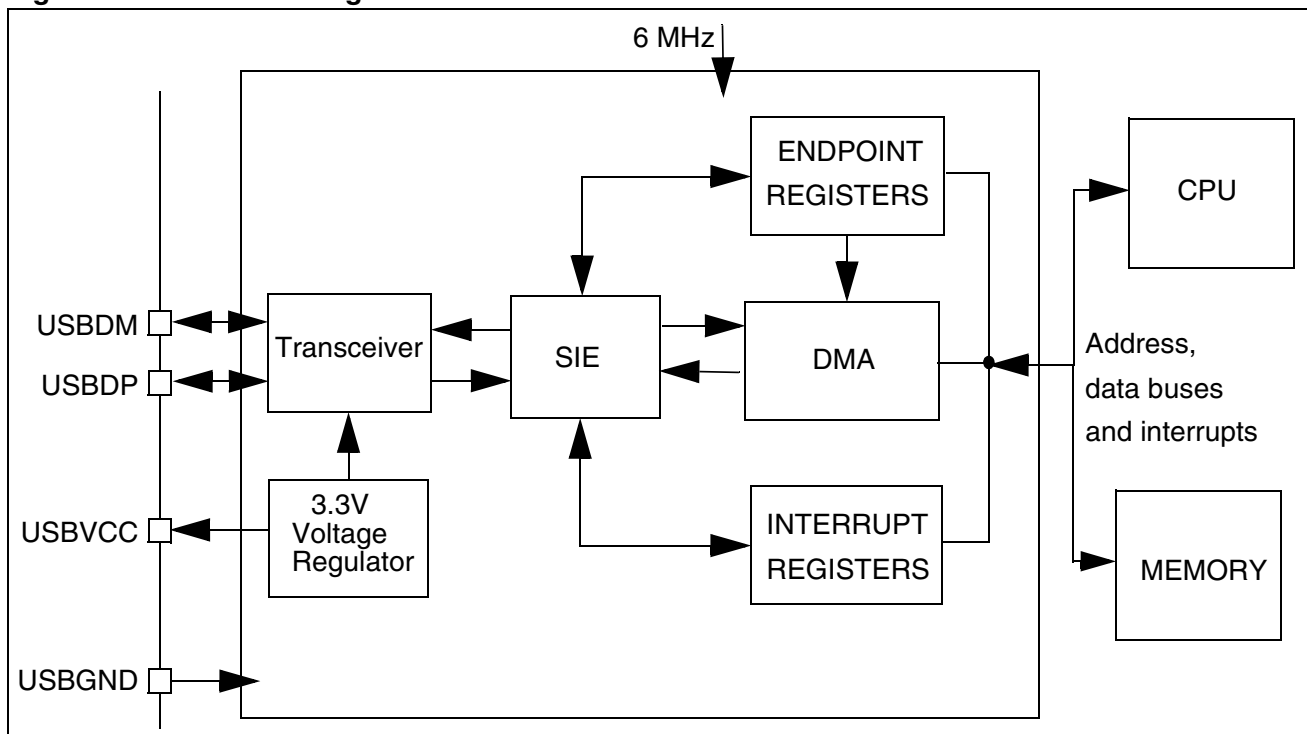 6 MHz
ENDPOINT
REGISTERS
CPU
USBDM
Transceiver
SIE
DMA
Address,
data buses
and interrupts
USBDP
3.3V
Voltage
Regulator
USBVCC
INTERRUPT
REGISTERS
MEMORY
USBGND